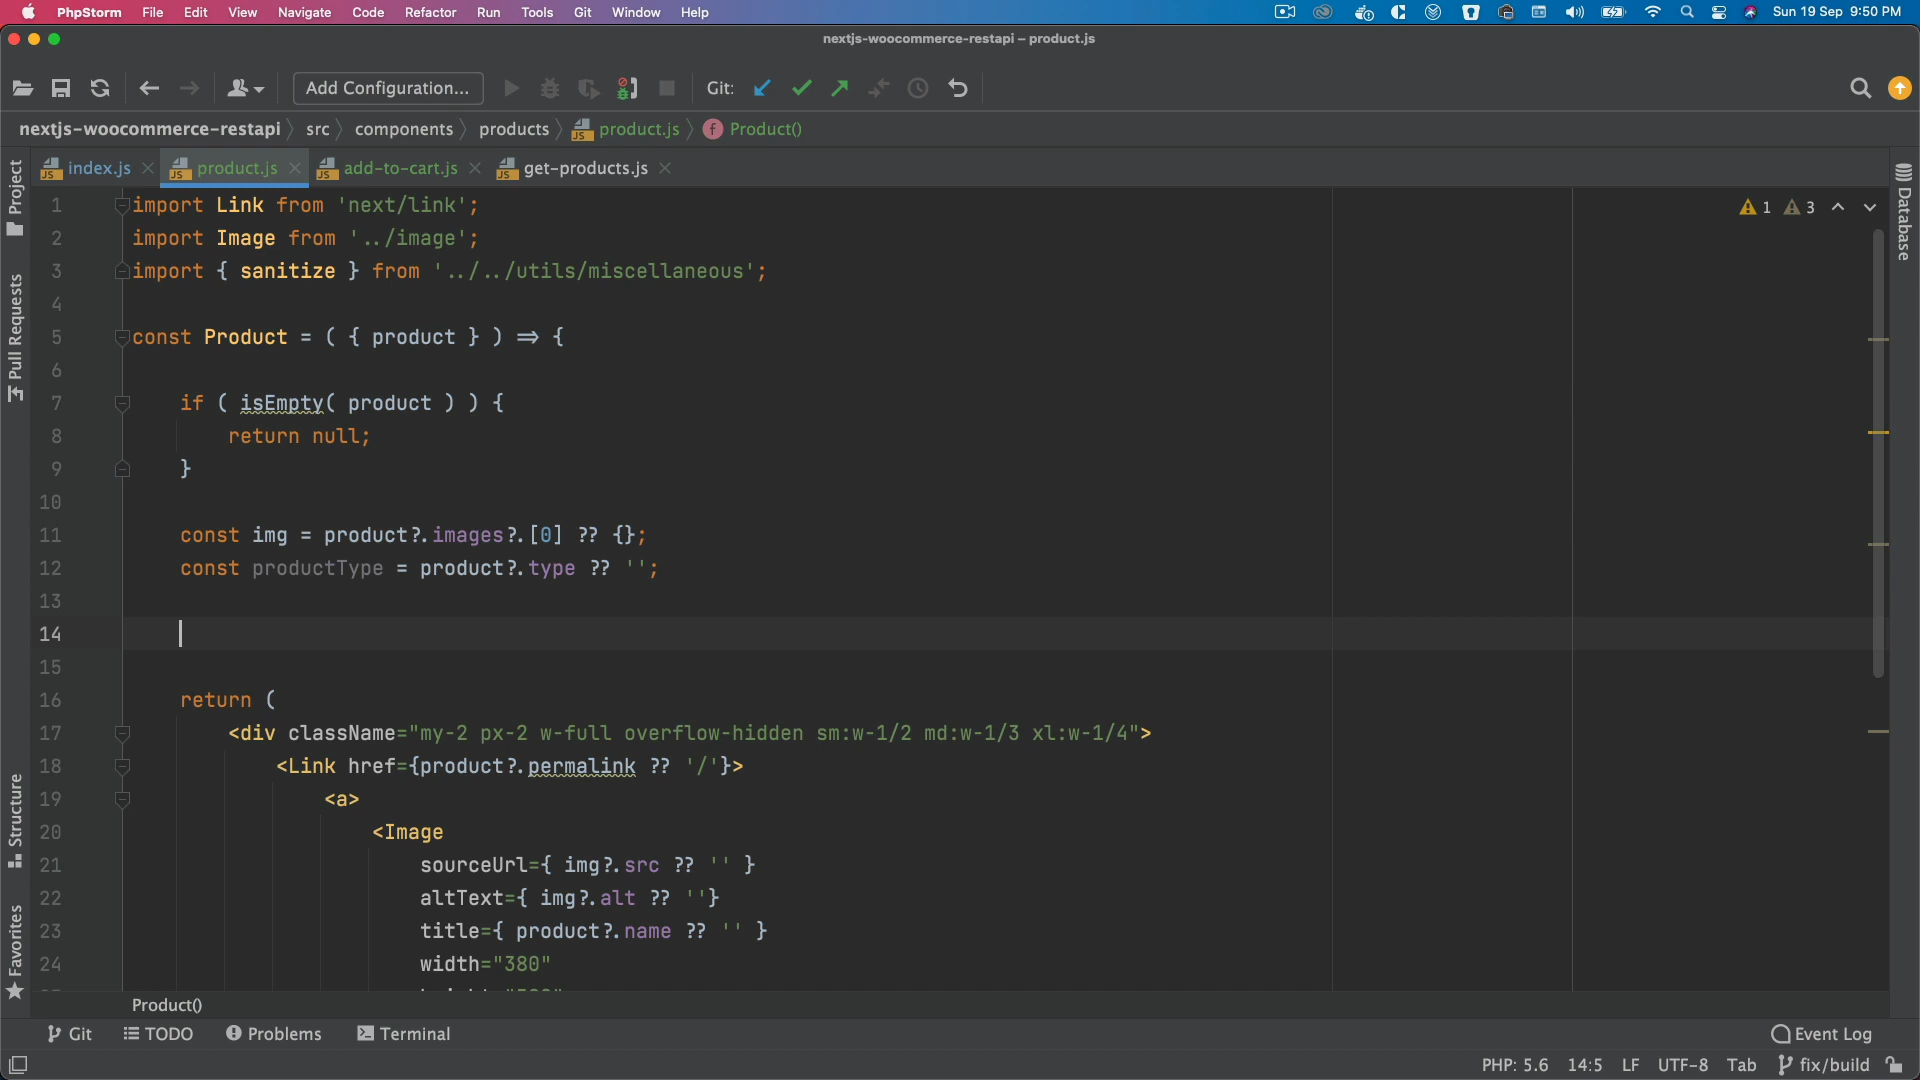 PhpStorm File Edit View Navigate Code Refactor Run Tools Git Window Help Sun 19 Sep 9:50 PM
nextjs-woocommerce-restapi – product.js
Add Configuration... Git:
nextjs-woocommerce-restapi src components products product.js Product()
index.js product.js add-to-cart.js get-products.js
Project
Pull Requests
Structure
Favorites
Database
1 3
1 import Link from 'next/link';
2 import Image from '../image';
3 import { sanitize } from '../../utils/miscellaneous';
4
5 const Product = ( { product } ) => {
6
7 if ( isEmpty( product ) ) {
8 return null;
9 }
10
11 const img = product?.images?.[0] ?? {};
12 const productType = product?.type ?? '';
13
14
15
16 return (
17 <div className="my-2 px-2 w-full overflow-hidden sm:w-1/2 md:w-1/3 xl:w-1/4">
18 <Link href={product?.permalink ?? '/'}>
19 <a>
20 <Image
21 sourceUrl={ img?.src ?? '' }
22 altText={ img?.alt ?? ''}
23 title={ product?.name ?? '' }
24 width="380"
Product()
Git TODO Problems Terminal Event Log
PHP: 5.6 14:5 LF UTF-8 Tab fix/build